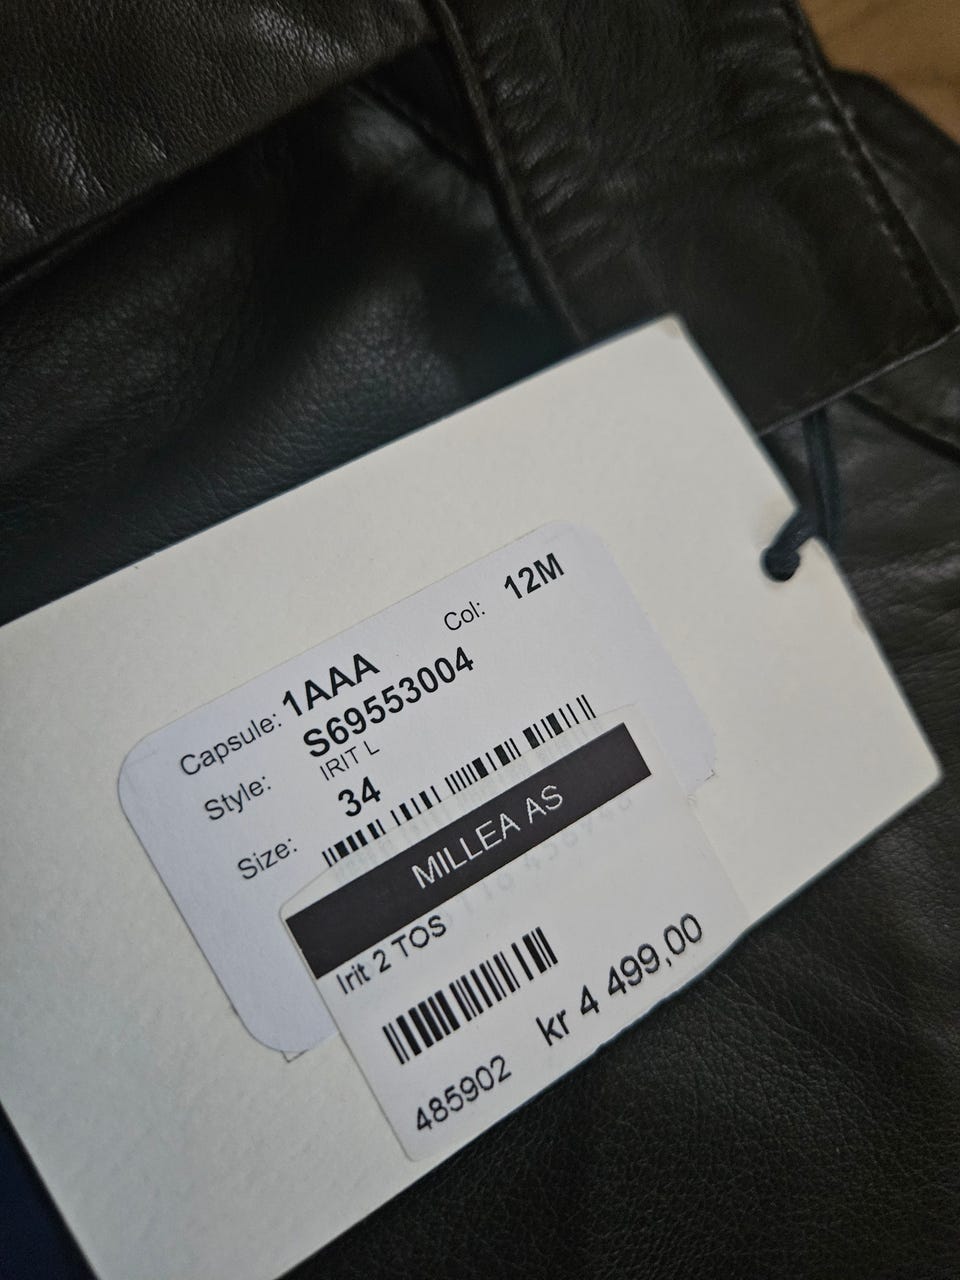 Capsule: 1AAA Col: 12M
Style: S69553004
IRIT L
Size: 34
MILLEA AS
Irit 2 TOS
kr 4 499,00
485902